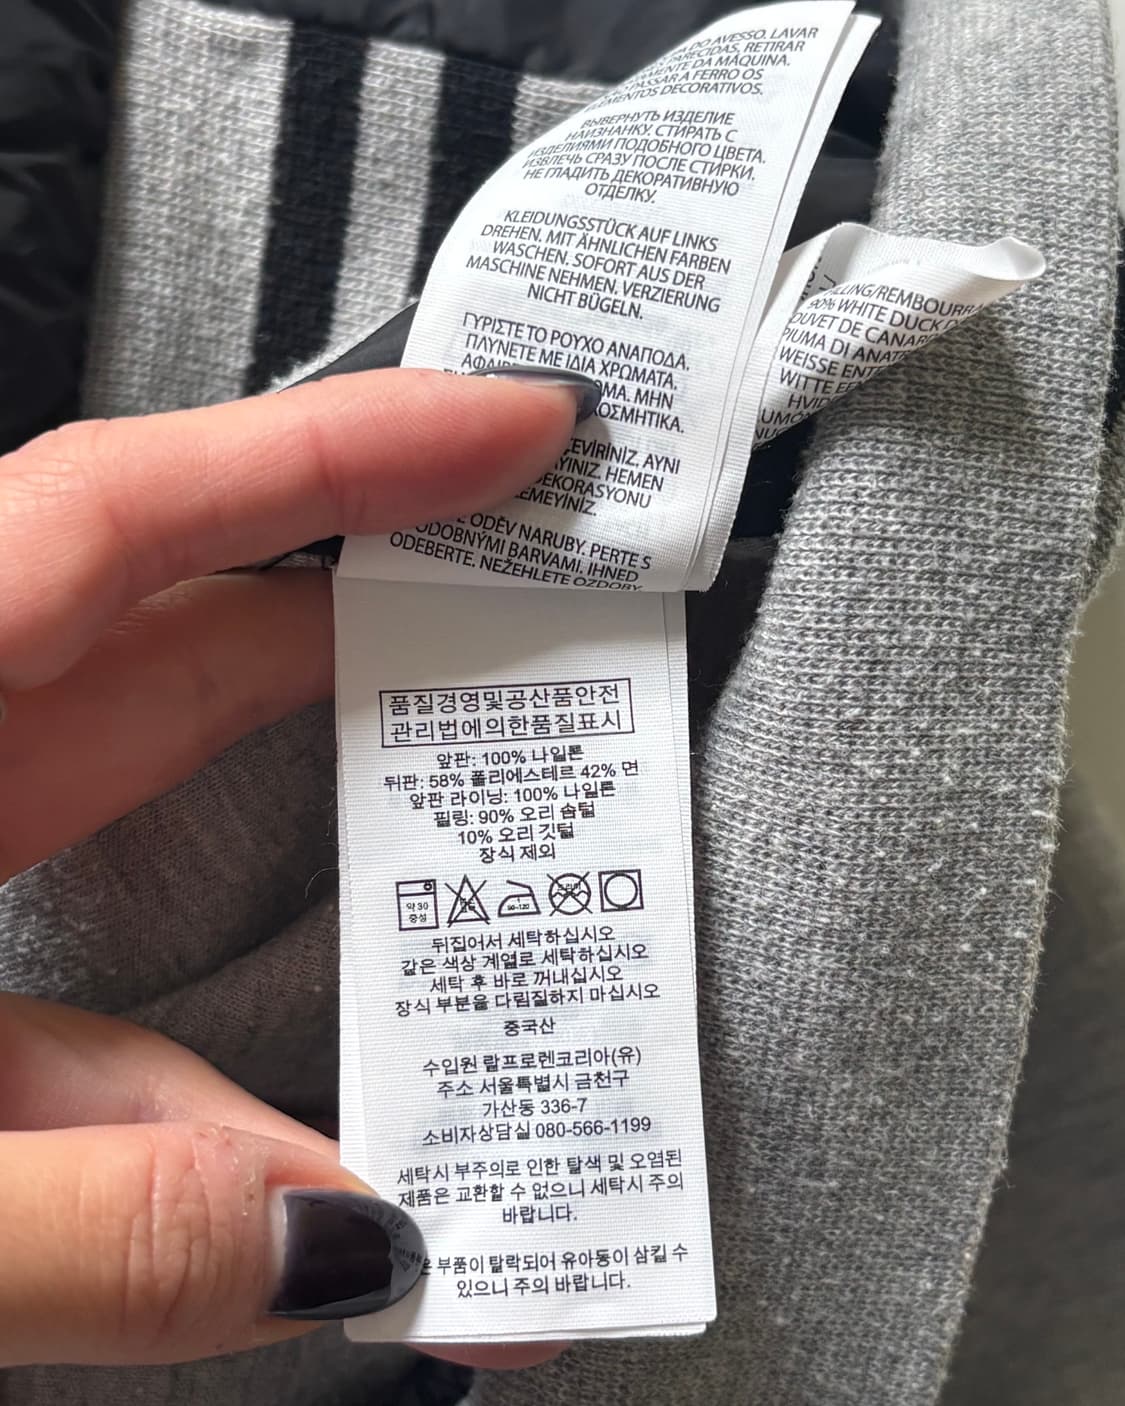 DO AVESSO. LAVAR
PARECIDAS. RETIRAR
DA MÁQUINA.
PASSAR A FERRO OS
ELEMENTOS DECORATIVOS.
ВЫВЕРНУТЬ ИЗДЕЛИЕ
НАИЗНАНКУ. СТИРАТЬ С
ИЗДЕЛИЯМИ ПОДОБНОГО ЦВЕТА.
ИЗВЛЕЧЬ СРАЗУ ПОСЛЕ СТИРКИ.
НЕ ГЛАДИТЬ ДЕКОРАТИВНУЮ
ОТДЕЛКУ.
KLEIDUNGSSTÜCK AUF LINKS
DREHEN. MIT ÄHNLICHEN FARBEN
WASCHEN. SOFORT AUS DER
MASCHINE NEHMEN. VERZIERUNG
NICHT BÜGELN.
ΓΥΡΙΣΤΕ ΤΟ ΡΟΥΧΟ ΑΝΑΠΟΔΑ.
ΠΛΥΝΕΤΕ ΜΕ ΙΔΙΑ ΧΡΩΜΑΤΑ.
ΜΗΝ
AYNI
HEMEN
ODĚV NARUBY. PERTE S
BARVAMI. IHNED
ODEBERTE. NEŽEHLETE OZDOBY.
90% WHITE DUCK
DUVET DE
PIUMA DI
WEISSE
WITTE
품질경영및공산품안전
관리법에의한품질표시
앞판: 100% 나일론
뒤판: 58% 폴리에스테르 42% 면
앞판 라이닝: 100% 나일론
필링: 90% 오리 솜털
10% 오리 깃털
장식 제외
약 30
중성
뒤집어서 세탁하십시오
같은 색상 계열로 세탁하십시오
세탁 후 바로 꺼내십시오
장식 부분을 다림질하지 마십시오
중국산
수입원 랄프로렌코리아(유)
주소 서울특별시 금천구
가산동 336-7
소비자상담실 080-566-1199
세탁시 부주의로 인한 탈색 및 오염된
제품은 교환할 수 없으니 세탁시 주의
바랍니다.
부품이 탈락되어 유아동이 삼킬 수
있으니 주의 바랍니다.